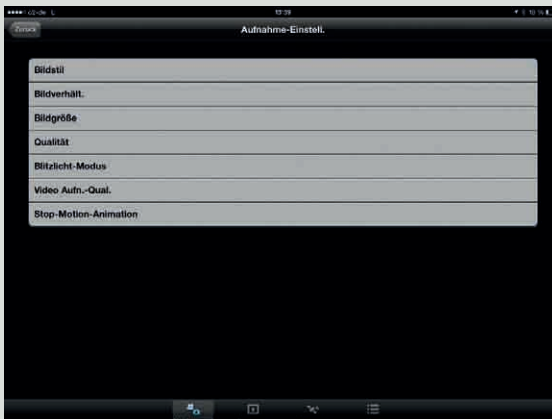 Zurück
Aufnahme-Einstell.
Bildstil
Bildverhält.
Bildgröße
Qualität
Blitzlicht-Modus
Video Aufn.-Qual.
Stop-Motion-Animation